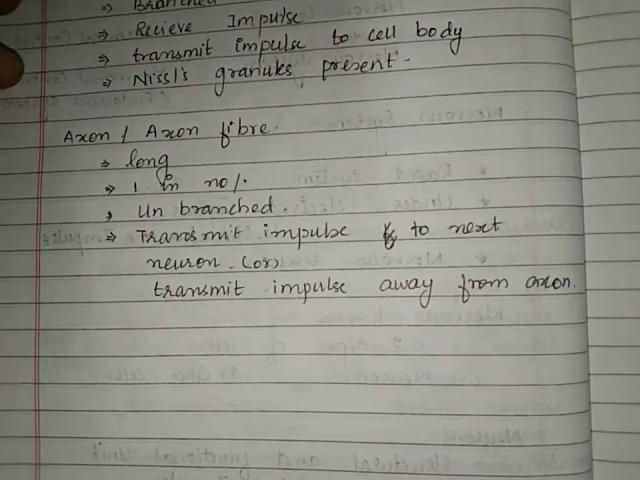 ⇒ Branched
⇒ Recieve Impulse
⇒ transmit impulse to cell body
⇒ Nissl's granules present.
Axon / Axon fibre.
⇒ long
⇒ 1 in no/.
⇒ Un branched.
⇒ Transmit impulse to next
neuron. (or)
transmit impulse away from axon.